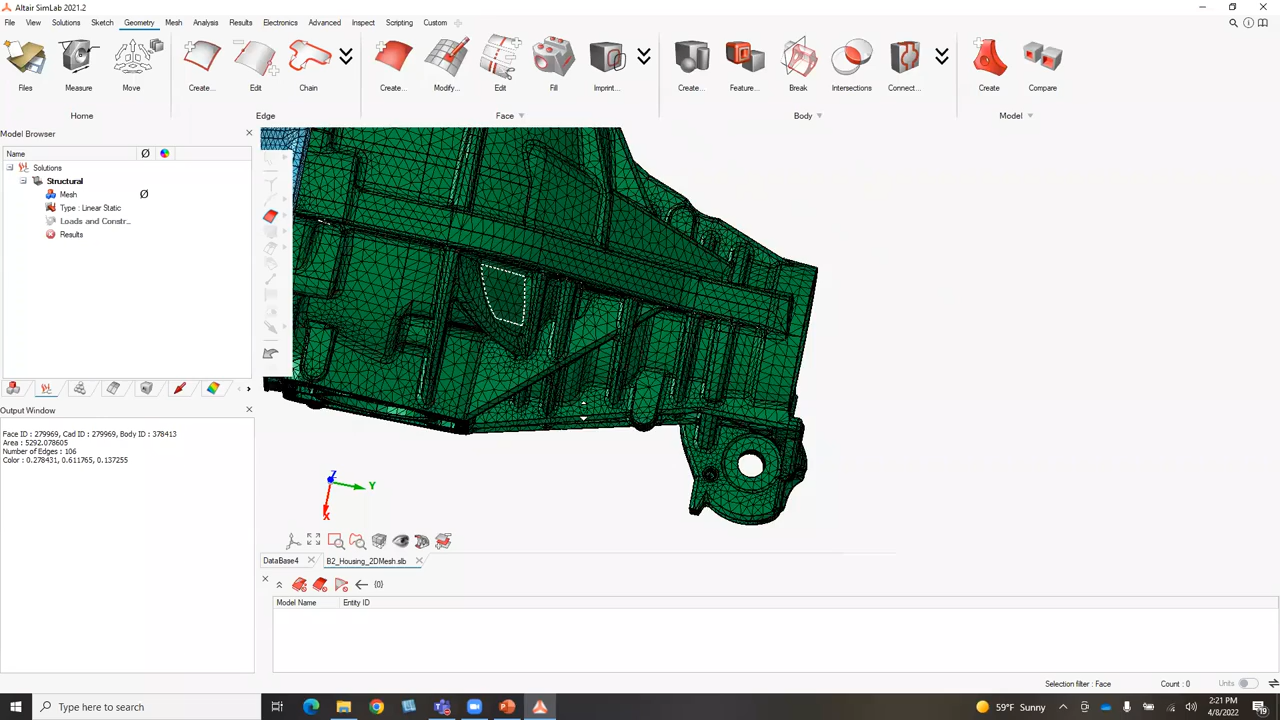 Altair SimLab 2021.2
File View Solutions Sketch Geometry Mesh Analysis Results Electronics Advanced Inspect Scripting Custom
Files Measure Move Create... Edit Chain Create... Modify... Edit Fill Imprint... Create... Feature... Break Intersections Connect... Create Compare
Home Edge Face Body Model
Model Browser
Name
Solutions
Structural
Mesh
Type : Linear Static
Loads and Constr...
Results
Output Window
Face ID : 279969, Cad ID : 279969, Body ID : 378413
Area : 5292.078605
Number of Edges : 106
Color : 0.278431, 0.611765, 0.137255
Z
Y
X
DataBase4 B2_Housing_2DMesh.slb
{0}
Model Name Entity ID
Selection filter : Face Count : 0 Units
Type here to search
59°F Sunny
2:21 PM
4/8/2022